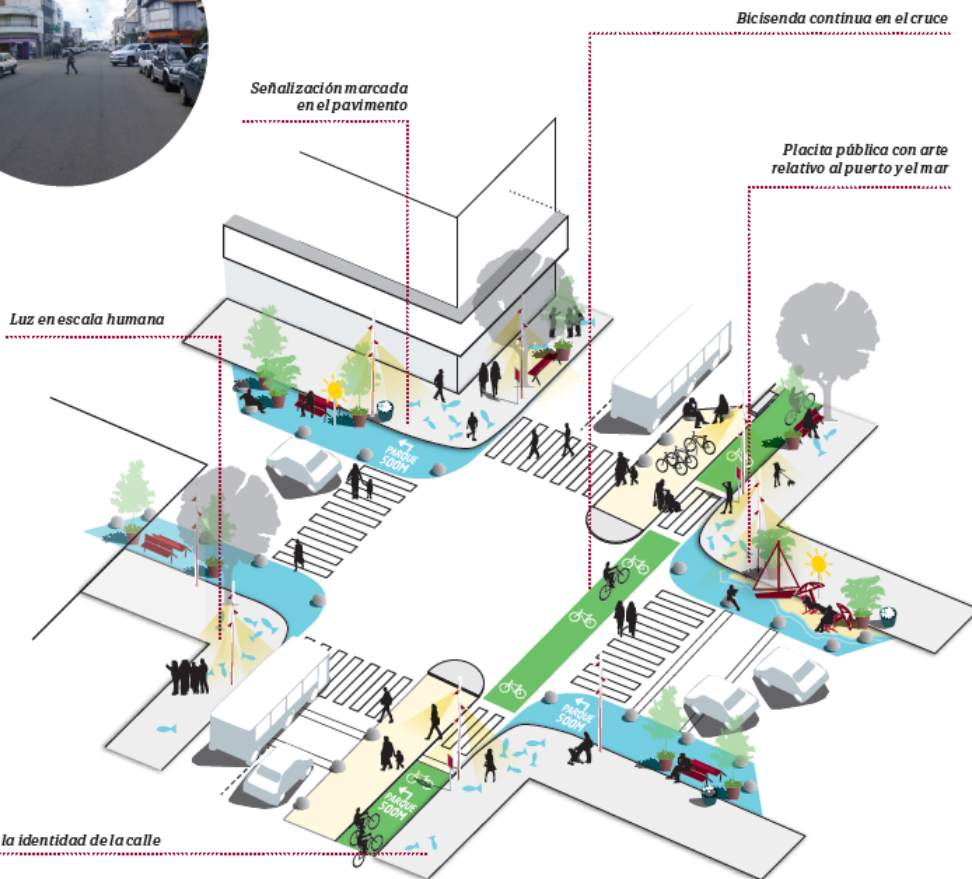 Bicisenda continua en el cruce
Señalización marcada
en el pavimento
Placita pública con arte
relativo al puerto y el mar
Luz en escala humana
PARQUE
500M
PARQUE
500M
PARQUE
500M
la identidad de la calle